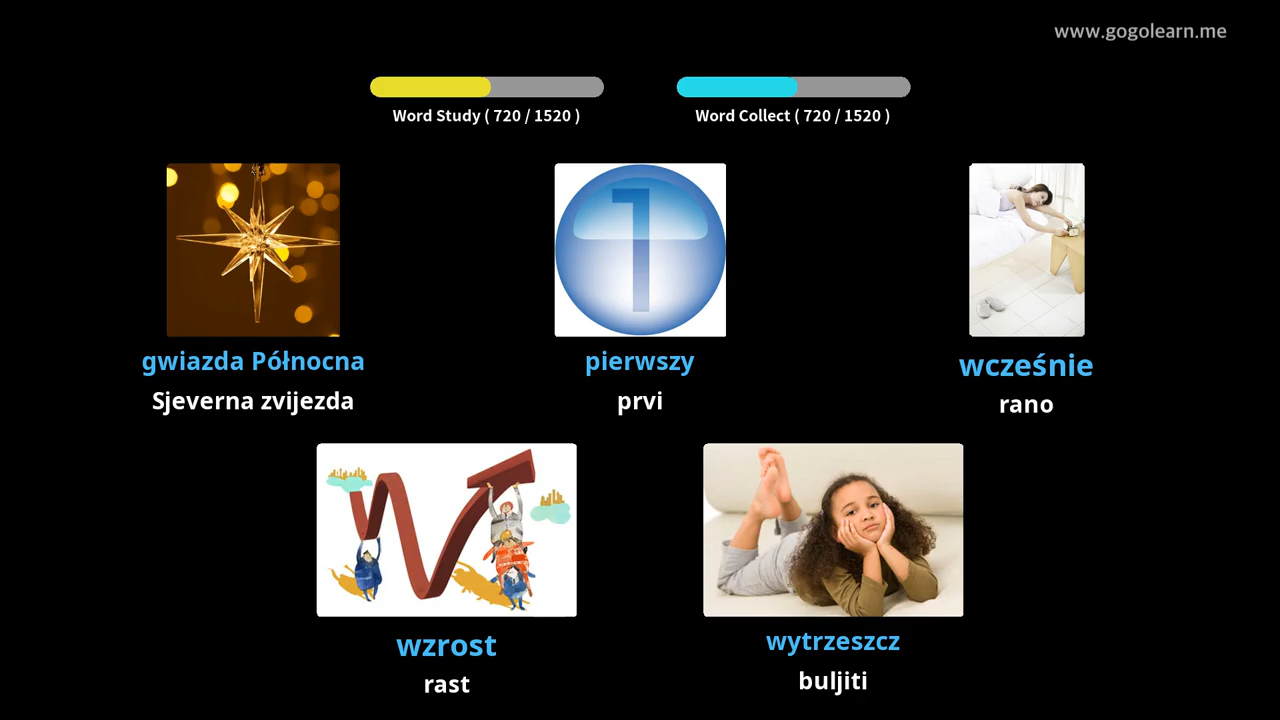 www.gogolearn.me
Word Study ( 720 / 1520 )
Word Collect ( 720 / 1520 )
gwiazda Północna
Sjeverna zvijezda
pierwszy
prvi
wcześnie
rano
wzrost
rast
wytrzeszcz
buljiti